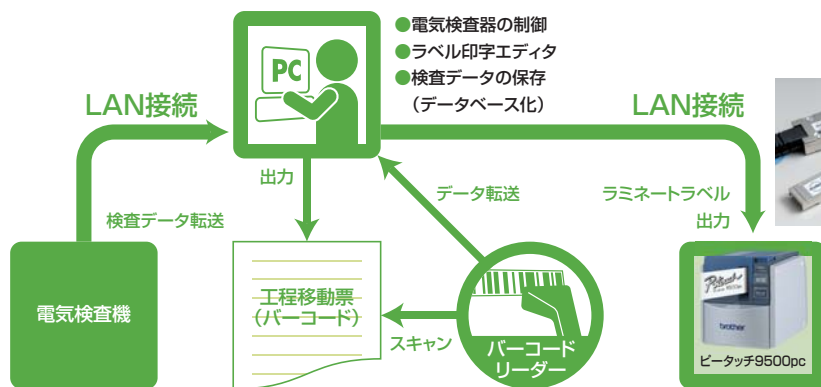 PC
●電気検査器の制御
●ラベル印字エディタ
●検査データの保存
（データベース化）
LAN接続
LAN接続
出力
データ転送
ラミネートラベル
出力
検査データ転送
電気検査機
工程移動票
（バーコード）
スキャン
バーコード
リーダー
P-touch
brother
ピータッチ9500pc